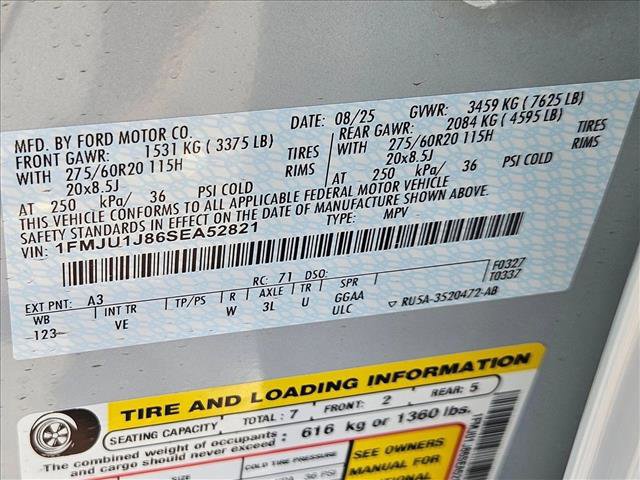 MFD. BY FORD MOTOR CO.
DATE: 08/25 GVWR: 3459 KG ( 7625 LB)
FRONT GAWR: 1531 KG ( 3375 LB) REAR GAWR: 2084 KG ( 4595 LB)
WITH 275/60R20 115H TIRES 275/60R20 115H TIRES
20x8.5J RIMS 20x8.5J RIMS
AT 250 kPa/ 36 PSI COLD AT 250 kPa/ 36 PSI COLD
THIS VEHICLE CONFORMS TO ALL APPLICABLE FEDERAL MOTOR VEHICLE
SAFETY STANDARDS IN EFFECT ON THE DATE OF MANUFACTURE SHOWN ABOVE.
VIN: 1FMJU1J86SEA52821 TYPE: MPV
F0327
T0337
EXT PNT: A3 RC: 71 DSO:
WB INT TR TP/PS R AXLE TR SPR
123 VE W 3L U GGAA
ULC
RU5A-3520472-AB
TIRE AND LOADING INFORMATION
SEATING CAPACITY TOTAL: 7 FRONT: 2 REAR: 5
The combined weight of occupants
and cargo should never exceed: 616 kg or 1360 lbs.
COLD TIRE PRESSURE
SEE OWNERS
MANUAL FOR